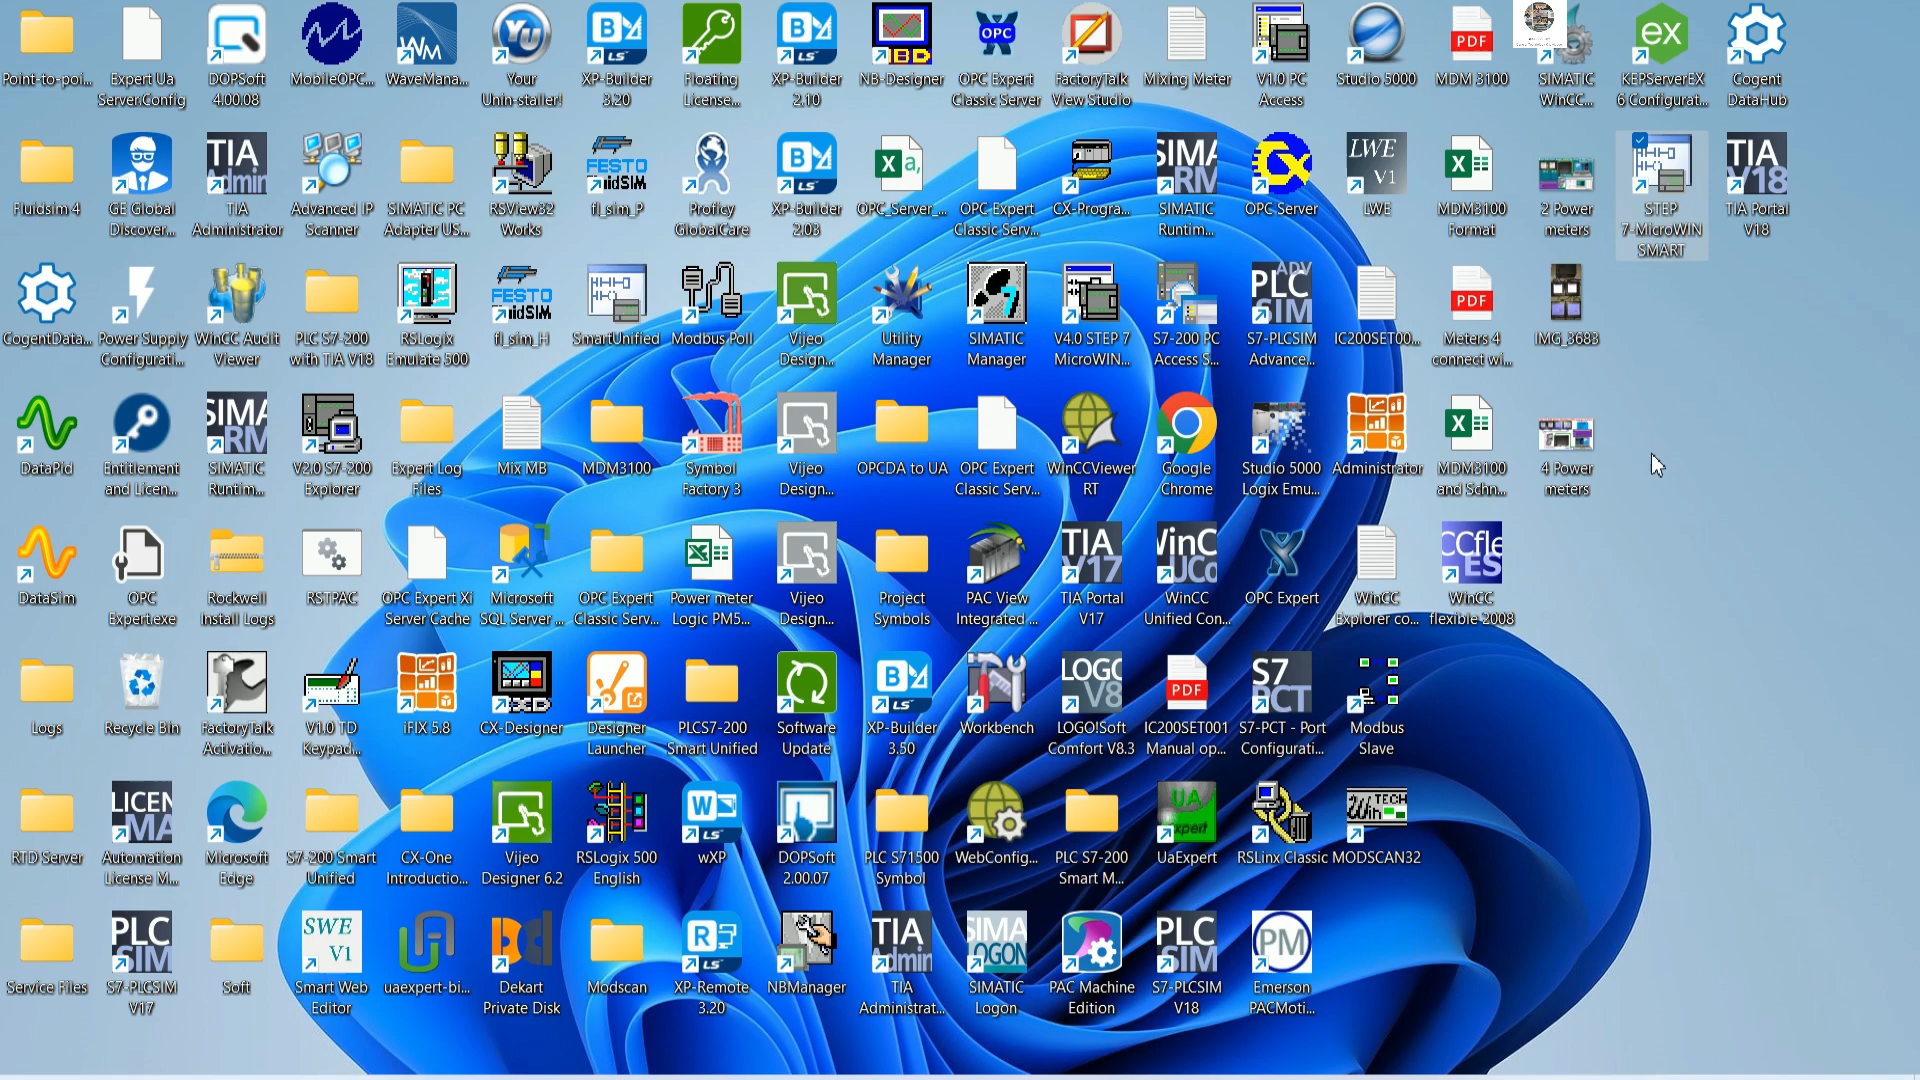 Point-to-poi...
Expert Ua
Server.Config
DOPSoft
4.00.08
MobileOPC...
WaveMana...
Your
Unin-staller!
XP-Builder
3.20
Floating
License...
XP-Builder
2.10
NB-Designer
OPC Expert
Classic Server
FactoryTalk
View Studio
Mixing Meter
V1.0 PC
Access
Studio 5000
MDM 3100
SIMATIC
WinCC...
KEPServerEX
6 Configurat...
Cogent
DataHub
Fluidsim 4
GE Global
Discover...
TIA
Administrator
Advanced IP
Scanner
SIMATIC PC
Adapter US...
RSView32
Works
fl_sim_P
Proficy
GlobalCare
XP-Builder
2.03
OPC_Server_...
OPC Expert
Classic Serv...
CX-Progra...
SIMATIC
Runtim...
OPC Server
LWE
MDM3100
Format
2 Power
meters
STEP
7-MicroWIN
SMART
TIA Portal
V18
CogentData...
Power Supply
Configurati...
WinCC Audit
Viewer
PLC S7-200
with TIA V18
RSLogix
Emulate 500
fl_sim_H
SmartUnified
Modbus Poll
Vijeo
Design...
Utility
Manager
SIMATIC
Manager
V4.0 STEP 7
MicroWIN...
S7-200 PC
Access S...
S7-PLCSIM
Advance...
IC200SET00...
Meters 4
connect wi...
IMG_3683
DataPid
Entitlement
and Licen...
SIMATIC
Runtim...
V2.0 S7-200
Explorer
Expert Log
Files
Mix MB
MDM3100
Symbol
Factory 3
Vijeo
Design...
OPCDA to UA
OPC Expert
Classic Serv...
WinCCViewer
RT
Google
Chrome
Studio 5000
Logix Emu...
Administrator
MDM3100
and Schn...
4 Power
meters
DataSim
OPC
Expert.exe
Rockwell
Install Logs
RSTPAC
OPC Expert Xi
Server Cache
Microsoft
SQL Server ...
OPC Expert
Classic Serv...
Power meter
Logic PM5...
Vijeo
Design...
Project
Symbols
PAC View
Integrated ...
TIA Portal
V17
WinCC
Unified Con...
OPC Expert
WinCC
Explorer co...
WinCC
flexible 2008
Logs
Recycle Bin
FactoryTalk
Activatio...
V1.0 TD
Keypad...
iFIX 5.8
CX-Designer
Designer
Launcher
PLCS7-200
Smart Unified
Software
Update
XP-Builder
3.50
Workbench
LOGO!Soft
Comfort V8.3
IC200SET001
Manual op...
S7-PCT - Port
Configurati...
Modbus
Slave
RTD Server
Automation
License M...
Microsoft
Edge
S7-200 Smart
Unified
CX-One
Introductio...
Vijeo
Designer 6.2
RSLogix 500
English
wXP
DOPSoft
2.00.07
PLC S71500
Symbol
WebConfig...
PLC S7-200
Smart M...
UaExpert
RSLinx Classic
MODSCAN32
Service Files
S7-PLCSIM
V17
Soft
Smart Web
Editor
uaexpert-bi...
Dekart
Private Disk
Modscan
XP-Remote
3.20
NBManager
TIA
Administrat...
SIMATIC
Logon
PAC Machine
Edition
S7-PLCSIM
V18
Emerson
PACMoti...